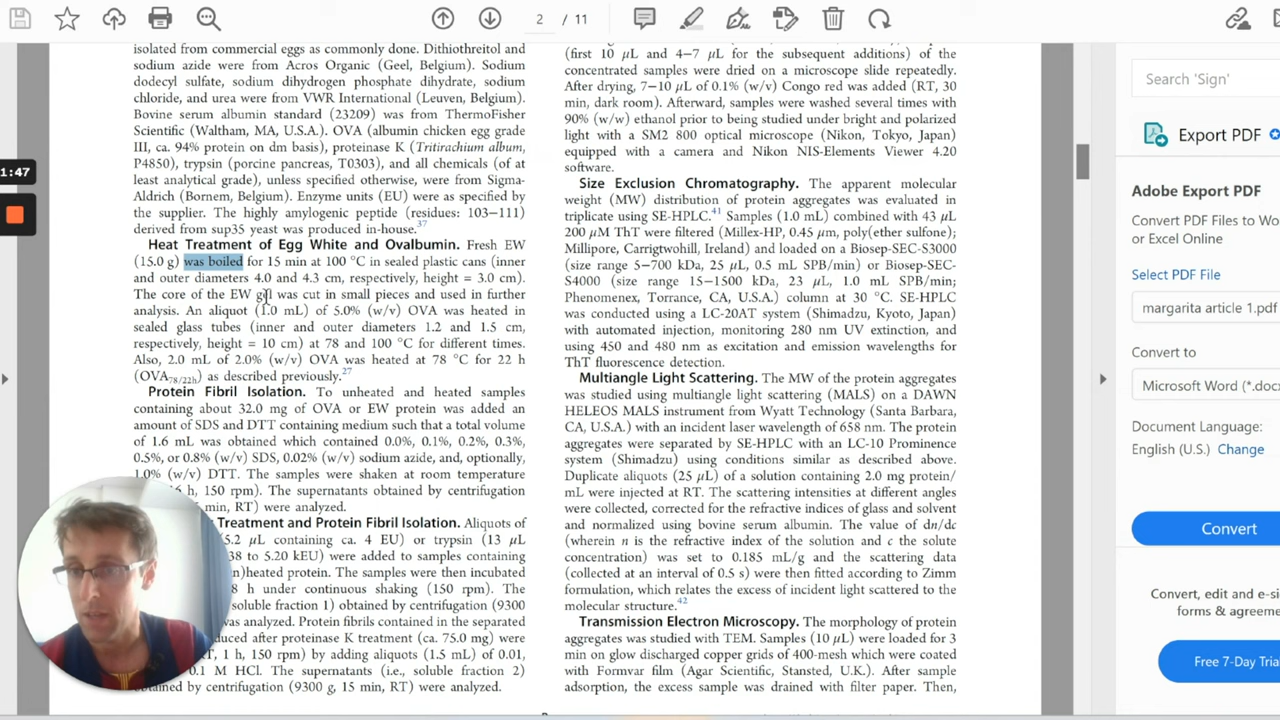 2 / 11
1:47
isolated from commercial eggs as commonly done. Dithiothreitol and
sodium azide were from Acros Organic (Geel, Belgium). Sodium
dodecyl sulfate, sodium dihydrogen phosphate dihydrate, sodium
chloride, and urea were from VWR International (Leuven, Belgium).
Bovine serum albumin standard (23209) was from ThermoFisher
Scientific (Waltham, MA, U.S.A.). OVA (albumin chicken egg grade
III, ca. 94% protein on dm basis), proteinase K (Tritirachium album,
P4850), trypsin (porcine pancreas, T0303), and all chemicals (of at
least analytical grade), unless specified otherwise, were from Sigma-
Aldrich (Bornem, Belgium). Enzyme units (EU) were as specified by
the supplier. The highly amylogenic peptide (residues: 103−111)
derived from sup35 yeast was produced in-house.37
Heat Treatment of Egg White and Ovalbumin. Fresh EW
(15.0 g) was boiled for 15 min at 100 °C in sealed plastic cans (inner
and outer diameters 4.0 and 4.3 cm, respectively, height = 3.0 cm).
The core of the EW gel was cut in small pieces and used in further
analysis. An aliquot (1.0 mL) of 5.0% (w/v) OVA was heated in
sealed glass tubes (inner and outer diameters 1.2 and 1.5 cm,
respectively, height = 10 cm) at 78 and 100 °C for different times.
Also, 2.0 mL of 2.0% (w/v) OVA was heated at 78 °C for 22 h
(OVA78/22h) as described previously.27
Protein Fibril Isolation. To unheated and heated samples
containing about 32.0 mg of OVA or EW protein was added an
amount of SDS and DTT containing medium such that a total volume
of 1.6 mL was obtained which contained 0.0%, 0.1%, 0.2%, 0.3%,
0.5%, or 0.8% (w/v) SDS, 0.02% (w/v) sodium azide, and, optionally,
1.0% (w/v) DTT. The samples were shaken at room temperature
h, 150 rpm). The supernatants obtained by centrifugation
min, RT) were analyzed.
Treatment and Protein Fibril Isolation. Aliquots of
5.2 μL containing ca. 4 EU) or trypsin (13 μL
38 to 5.20 kEU) were added to samples containing
n)heated protein. The samples were then incubated
8 h under continuous shaking (150 rpm). The
soluble fraction 1) obtained by centrifugation (9300
was analyzed. Protein fibrils contained in the separated
duced after proteinase K treatment (ca. 75.0 mg) were
T, 1 h, 150 rpm) by adding aliquots (1.5 mL) of 0.01,
0.1 M HCl. The supernatants (i.e., soluble fraction 2)
obtained by centrifugation (9300 g, 15 min, RT) were analyzed.
(first 10 μL and 4−7 μL for the subsequent additions) of the
concentrated samples were dried on a microscope slide repeatedly.
After drying, 7−10 μL of 0.1% (w/v) Congo red was added (RT, 30
min, dark room). Afterward, samples were washed several times with
90% (w/w) ethanol prior to being studied under bright and polarized
light with a SM2 800 optical microscope (Nikon, Tokyo, Japan)
equipped with a camera and Nikon NIS-Elements Viewer 4.20
software.
Size Exclusion Chromatography. The apparent molecular
weight (MW) distribution of protein aggregates was evaluated in
triplicate using SE-HPLC.41 Samples (1.0 mL) combined with 43 μL
200 μM ThT were filtered (Millex-HP, 0.45 μm, poly(ether sulfone);
Millipore, Carrigtwohill, Ireland) and loaded on a Biosep-SEC-S3000
(size range 5−700 kDa, 25 μL, 0.5 mL SPB/min) or Biosep-SEC-
S4000 (size range 15−1500 kDa, 23 μL, 1.0 mL SPB/min;
Phenomenex, Torrance, CA, U.S.A.) column at 30 °C. SE-HPLC
was conducted using a LC-20AT system (Shimadzu, Kyoto, Japan)
with automated injection, monitoring 280 nm UV extinction, and
using 450 and 480 nm as excitation and emission wavelengths for
ThT fluorescence detection.
Multiangle Light Scattering. The MW of the protein aggregates
was studied using multiangle light scattering (MALS) on a DAWN
HELEOS MALS instrument from Wyatt Technology (Santa Barbara,
CA, U.S.A.) with an incident laser wavelength of 658 nm. The protein
aggregates were separated by SE-HPLC with an LC-10 Prominence
system (Shimadzu) using conditions similar as described above.
Duplicate aliquots (25 μL) of a solution containing 2.0 mg protein/
mL were injected at RT. The scattering intensities at different angles
were collected, corrected for the refractive indices of glass and solvent
and normalized using bovine serum albumin. The value of dn/dc
(wherein n is the refractive index of the solution and c the solute
concentration) was set to 0.185 mL/g and the scattering data
(collected at an interval of 0.5 s) were then fitted according to Zimm
formulation, which relates the excess of incident light scattered to the
molecular structure.42
Transmission Electron Microscopy. The morphology of protein
aggregates was studied with TEM. Samples (10 μL) were loaded for 3
min on glow discharged copper grids of 400-mesh which were coated
with Formvar film (Agar Scientific, Stansted, U.K.). After sample
adsorption, the excess sample was drained with filter paper. Then,
Search 'Sign'
Export PDF
Adobe Export PDF
Convert PDF Files to Wo
or Excel Online
Select PDF File
margarita article 1.pdf
Convert to
Microsoft Word (*.docx
Document Language:
English (U.S.) Change
Convert
Convert, edit and e-si
forms & agreeme
Free 7-Day Tria